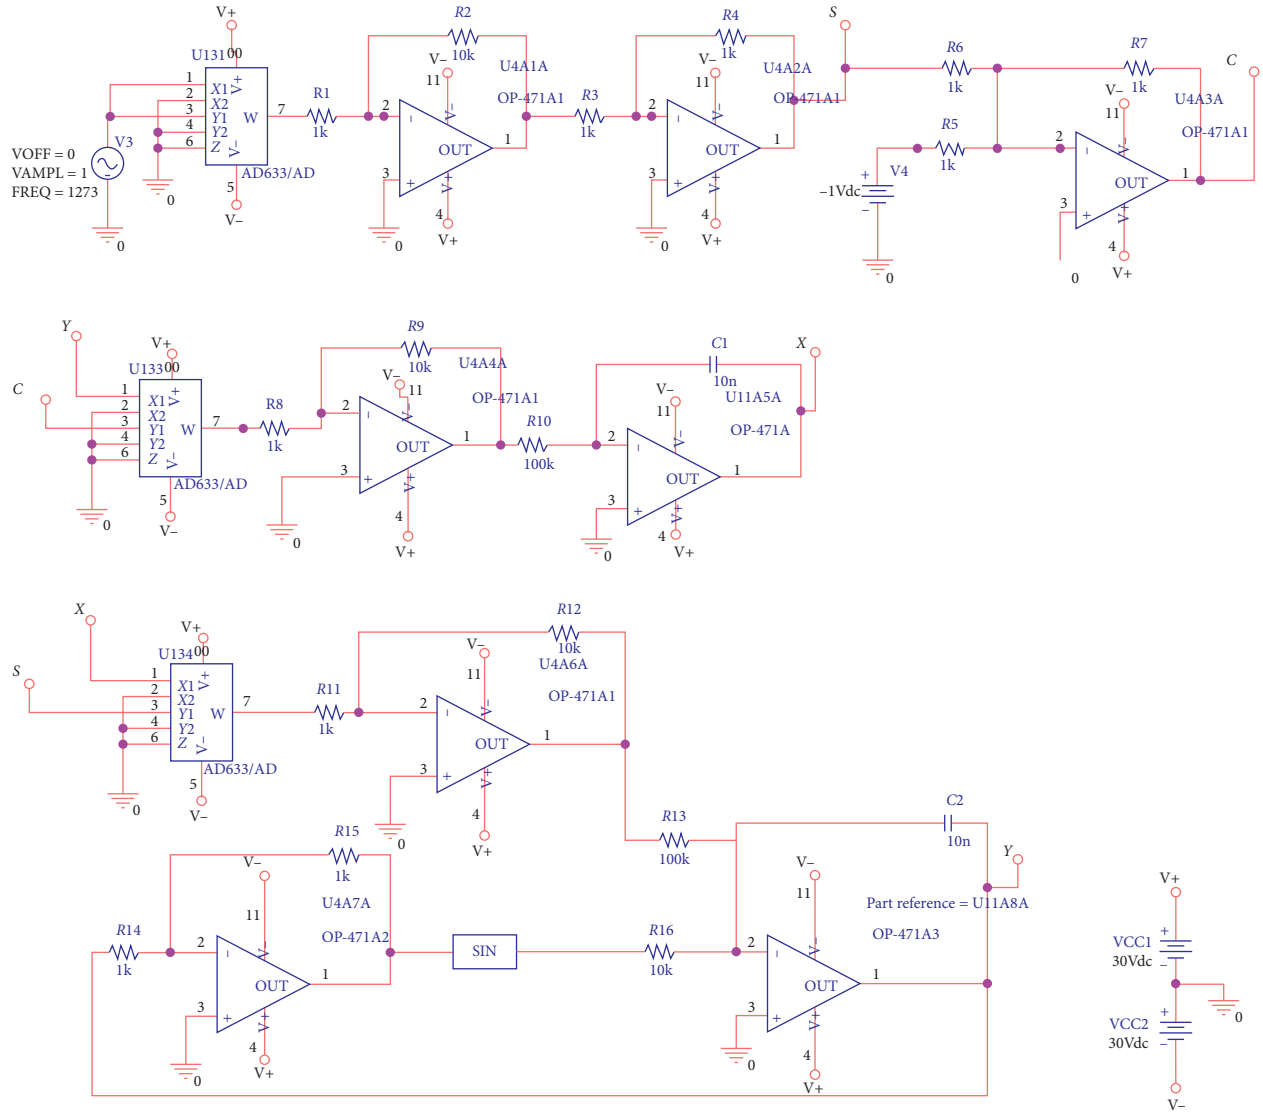 V+
U131
00
1
2
3
4
6
X1
X2
Y1
Y2
Z
V+
V–
W
7
AD633/AD
5
V–
0
V3
VOFF = 0
VAMPL = 1
FREQ = 1273
0
R1
1k
R2
10k
V–
11
U4A1A
OP-471A1
2
–
V–
OUT
1
3
+
V+
4
V+
0
R3
1k
R4
1k
V–
11
U4A2A
OP-471A1
2
–
V–
OUT
1
3
+
V+
4
V+
0
S
R6
1k
R5
1k
V4
+
–1Vdc
–
0
R7
1k
C
V–
11
U4A3A
OP-471A1
2
–
V–
OUT
1
3
+
V+
4
V+
0
Y
C
V+
U133
00
1
2
3
4
6
X1
X2
Y1
Y2
Z
V+
V–
W
7
AD633/AD
5
V–
0
R8
1k
R9
10k
V–
11
U4A4A
OP-471A1
2
–
V–
OUT
1
3
+
V+
4
V+
0
R10
100k
C1
10n
X
V–
11
U11A5A
OP-471A
2
–
V–
OUT
1
3
+
V+
4
V+
0
X
S
V+
U134
00
1
2
3
4
6
X1
X2
Y1
Y2
Z
V+
V–
W
7
AD633/AD
5
V–
0
R11
1k
R12
10k
V–
11
U4A6A
OP-471A1
2
–
V–
OUT
1
3
+
V+
4
V+
0
R13
100k
C2
10n
Y
R14
1k
R15
1k
V–
11
U4A7A
OP-471A2
2
–
V–
OUT
1
3
+
V+
4
V+
0
SIN
R16
10k
V–
11
Part reference = U11A8A
OP-471A3
2
–
V–
OUT
1
3
+
V+
4
V+
0
V+
+
VCC1
30Vdc
–
0
+
VCC2
30Vdc
–
V–